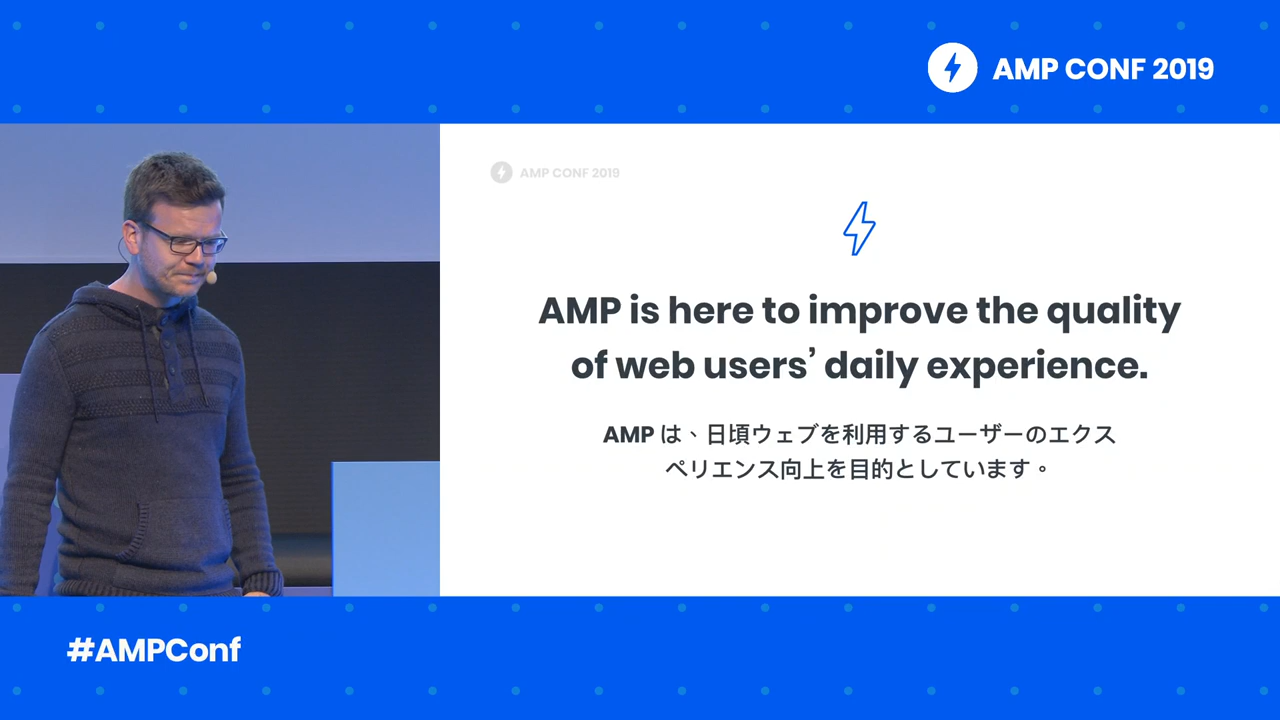 AMP CONF 2019
AMP CONF 2019
AMP is here to improve the quality
of web users’ daily experience.
AMP は、日頃ウェブを利用するユーザーのエクス
ペリエンス向上を目的としています。
#AMPConf